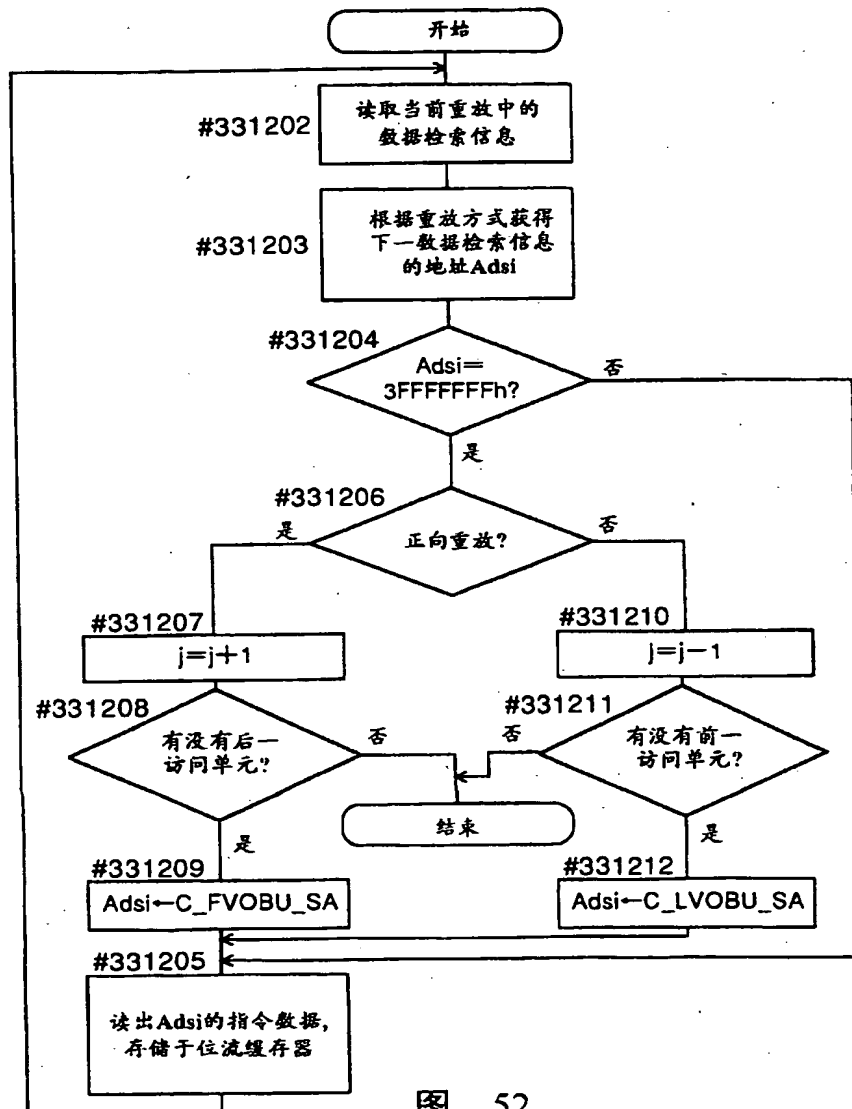 开始
#331202
读取当前重放中的
数据检索信息
#331203
根据重放方式获得
下一数据检索信息
的地址Adsi
#331204
Adsi=
3FFFFFFFh?
否
是
#331206
是
正向重放?
否
#331207
j=j+1
#331210
j=j-1
#331208
有没有后一
访问单元?
否
#331211
否
有没有前一
访问单元?
结束
是
是
#331209
Adsi←C_FVOBU_SA
#331212
Adsi←C_LVOBU_SA
#331205
读出Adsi的指令数据,
存储于位流缓存器
图 52